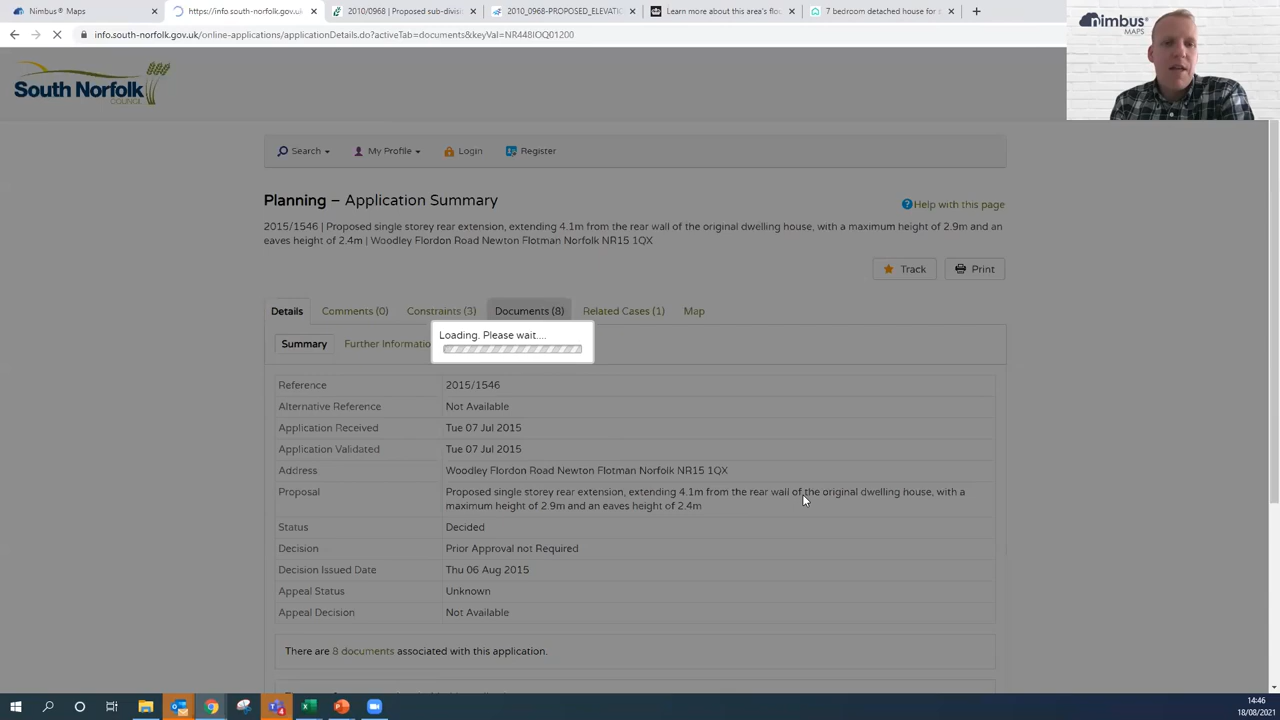 Nimbus Maps
https://info.south-norfolk.gov.uk
2010/0968 | Proposed sub-divis
2010_0968-PROPOSED_ELEVATI
Learn more about this area's flo
7 bedroom detached house for
info.south-norfolk.gov.uk/online-applications/applicationDetails.do?activeTab=documents&keyVal=NR448IOQ01200
nimbus
MAPS
South Norfolk
COUNCIL
Search
My Profile
Login
Register
Planning – Application Summary
Help with this page
2015/1546 | Proposed single storey rear extension, extending 4.1m from the rear wall of the original dwelling house, with a maximum height of 2.9m and an
eaves height of 2.4m | Woodley Flordon Road Newton Flotman Norfolk NR15 1QX
Track
Print
Details
Comments (0)
Constraints (3)
Documents (8)
Related Cases (1)
Map
Loading. Please wait....
Summary
Further Informatio
Reference 2015/1546
Alternative Reference Not Available
Application Received Tue 07 Jul 2015
Application Validated Tue 07 Jul 2015
Address Woodley Flordon Road Newton Flotman Norfolk NR15 1QX
Proposal Proposed single storey rear extension, extending 4.1m from the rear wall of the original dwelling house, with a
maximum height of 2.9m and an eaves height of 2.4m
Status Decided
Decision Prior Approval not Required
Decision Issued Date Thu 06 Aug 2015
Appeal Status Unknown
Appeal Decision Not Available
There are 8 documents associated with this application.
14:46
18/08/2021